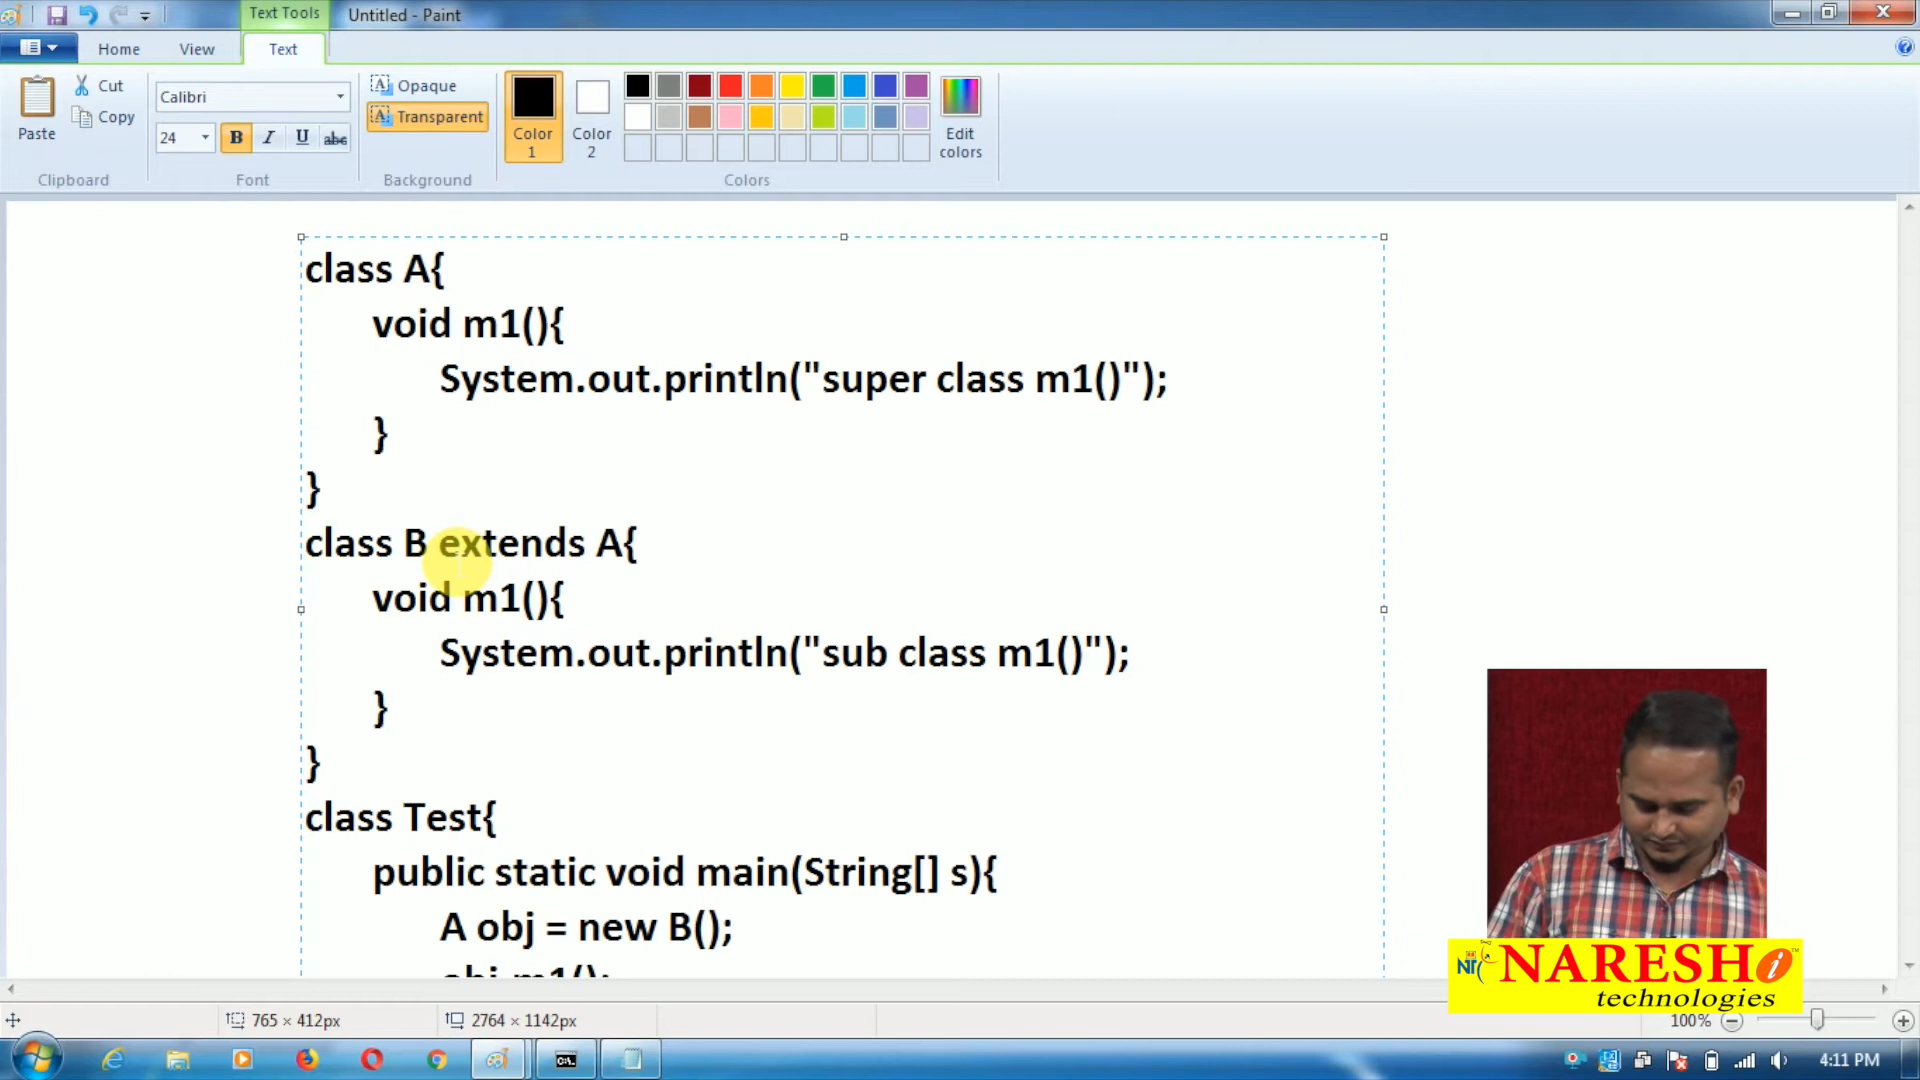 Text Tools
Untitled - Paint
Home
View
Text
Paste
Cut
Copy
Clipboard
Calibri
24
B I U abc
Font
Opaque
Transparent
Background
Color 1
Color 2
Edit colors
Colors
class A{
void m1(){
System.out.println("super class m1()");
}
}
class B extends A{
void m1(){
System.out.println("sub class m1()");
}
}
class Test{
public static void main(String[] s){
A obj = new B();
obj.m1();
NARESH i
technologies
765 × 412px
2764 × 1142px
100%
4:11 PM